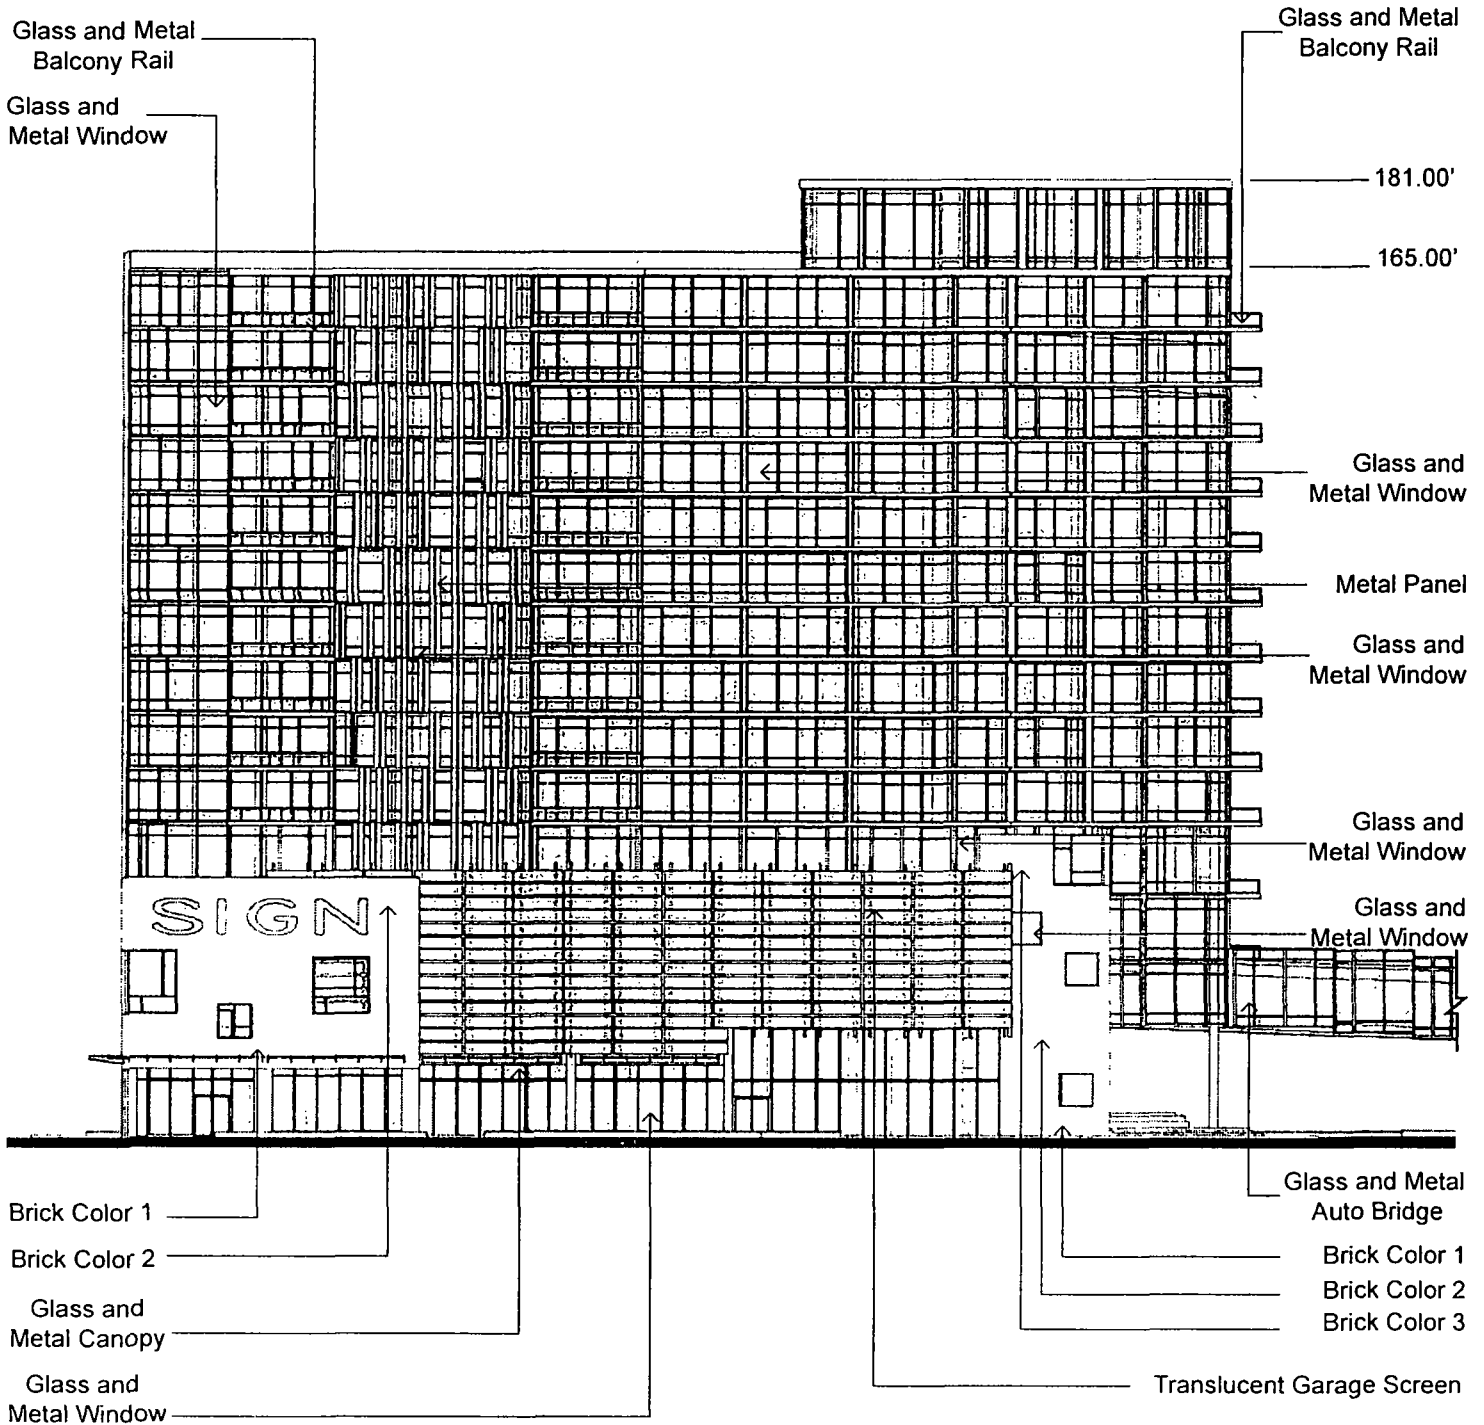 Glass and Metal
Balcony Rail
Glass and
Metal Window
Glass and Metal
Balcony Rail
181.00'
165.00'
Glass and
Metal Window
Metal Panel
Glass and
Metal Window
Glass and
Metal Window
Glass and
Metal Window
SIGN
Brick Color 1
Brick Color 2
Glass and
Metal Canopy
Glass and
Metal Window
Glass and Metal
Auto Bridge
Brick Color 1
Brick Color 2
Brick Color 3
Translucent Garage Screen